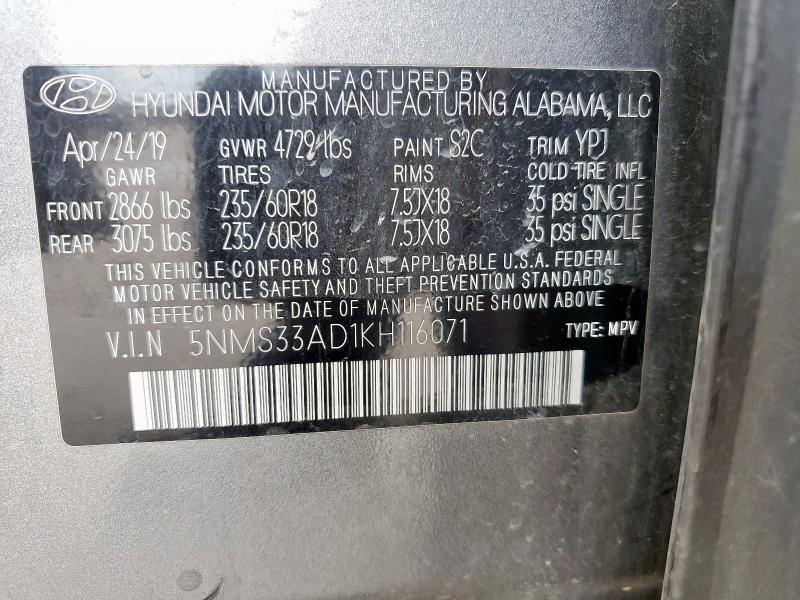 MANUFACTURED BY
HYUNDAI MOTOR MANUFACTURING ALABAMA, LLC
Apr/24/19 GVWR 4729 lbs PAINT S2C TRIM YPJ
GAWR TIRES RIMS COLD TIRE INFL
FRONT 2866 lbs 235/60R18 7.5JX18 35 psi SINGLE
REAR 3075 lbs 235/60R18 7.5JX18 35 psi SINGLE
THIS VEHICLE CONFORMS TO ALL APPLICABLE U.S.A. FEDERAL
MOTOR VEHICLE SAFETY AND THEFT PREVENTION STANDARDS
IN EFFECT ON THE DATE OF MANUFACTURE SHOWN ABOVE
V.I.N 5NMS33AD1KH116071 TYPE: MPV